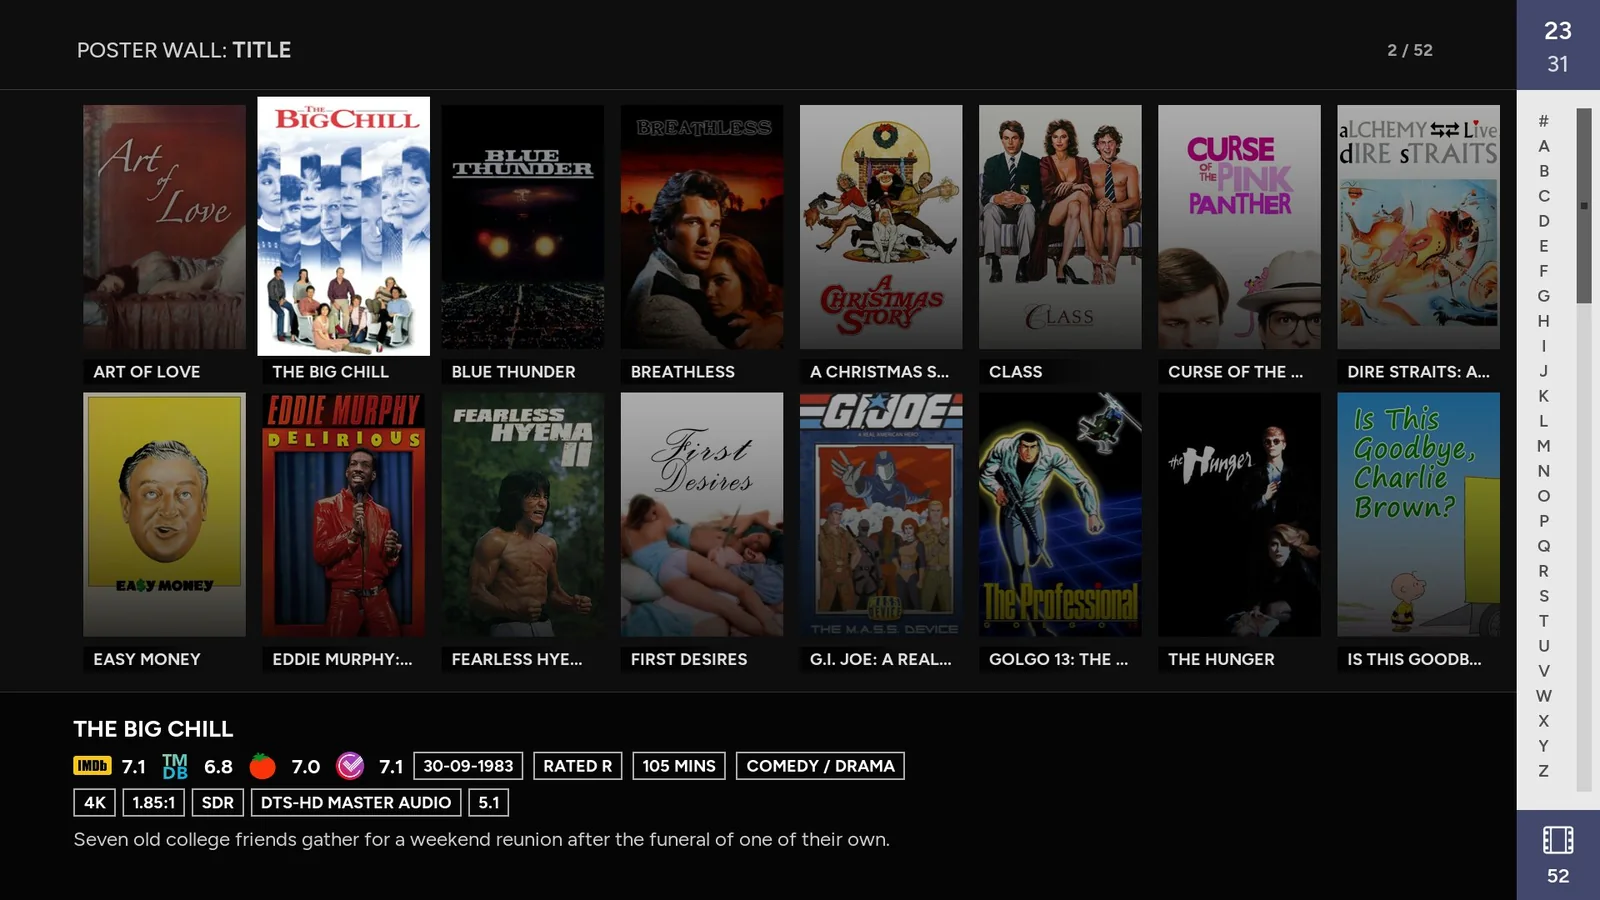 POSTER WALL: TITLE
2 / 52
23
31
Art
of
Love
THE
BIG CHILL
BLUE
THUNDER
BREATHLESS
A
CHRISTMAS
STORY
CLASS
CURSE
OF THE PINK
PANTHER
aLCHEMY Live
dIRE sTRAITS
ART OF LOVE
THE BIG CHILL
BLUE THUNDER
BREATHLESS
A CHRISTMAS S...
CLASS
CURSE OF THE ...
DIRE STRAITS: A...
EA$Y MONEY
EDDIE MURPHY
DELIRIOUS
FEARLESS
HYENA
II
First
Desires
G.I. JOE
A REAL AMERICAN HERO
THE M.A.S.S. DEVICE
The Professional
GOLGO 13
the Hunger
Is This
Goodbye,
Charlie
Brown?
EASY MONEY
EDDIE MURPHY:...
FEARLESS HYE...
FIRST DESIRES
G.I. JOE: A REAL...
GOLGO 13: THE ...
THE HUNGER
IS THIS GOODB...
#
A
B
C
D
E
F
G
H
I
J
K
L
M
N
O
P
Q
R
S
T
U
V
W
X
Y
Z
THE BIG CHILL
IMDb 7.1 TMDB 6.8 7.0 7.1 30-09-1983 RATED R 105 MINS COMEDY / DRAMA
4K 1.85:1 SDR DTS-HD MASTER AUDIO 5.1
Seven old college friends gather for a weekend reunion after the funeral of one of their own.
52